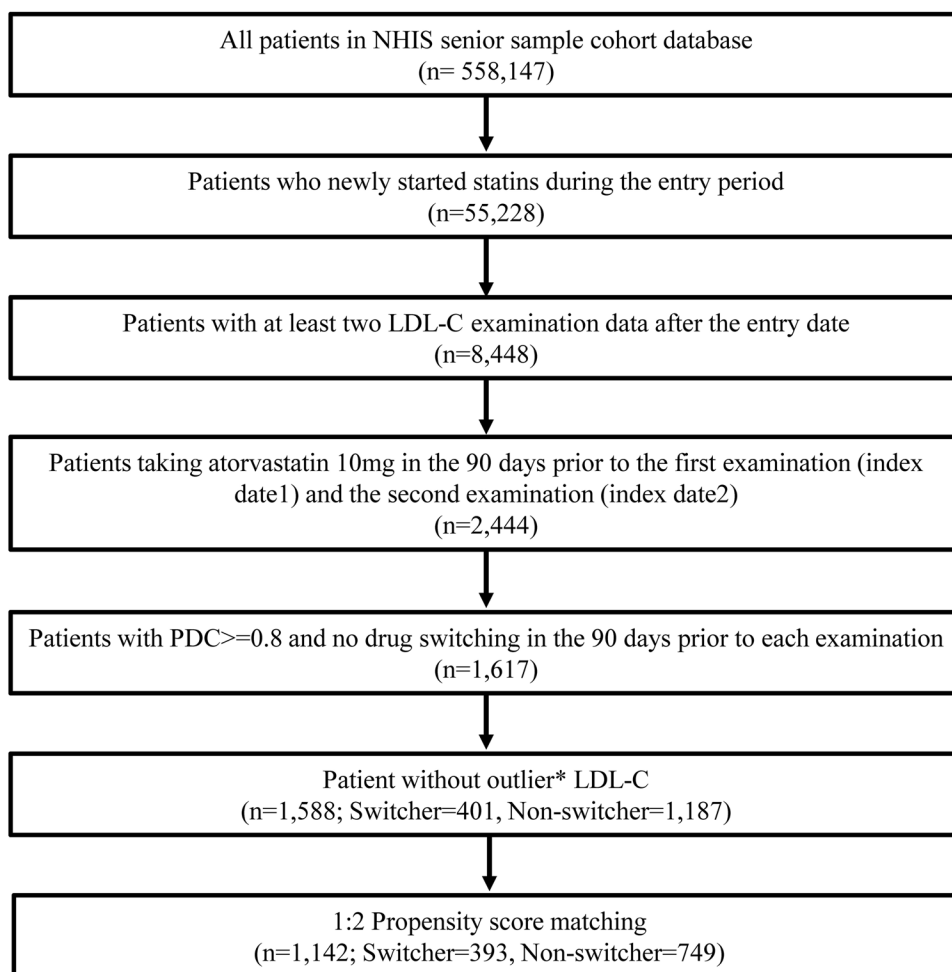 All patients in NHIS senior sample cohort database
(n= 558,147)
Patients who newly started statins during the entry period
(n=55,228)
Patients with at least two LDL-C examination data after the entry date
(n=8,448)
Patients taking atorvastatin 10mg in the 90 days prior to the first examination (index
date1) and the second examination (index date2)
(n=2,444)
Patients with PDC>=0.8 and no drug switching in the 90 days prior to each examination
(n=1,617)
Patient without outlier* LDL-C
(n=1,588; Switcher=401, Non-switcher=1,187)
1:2 Propensity score matching
(n=1,142; Switcher=393, Non-switcher=749)